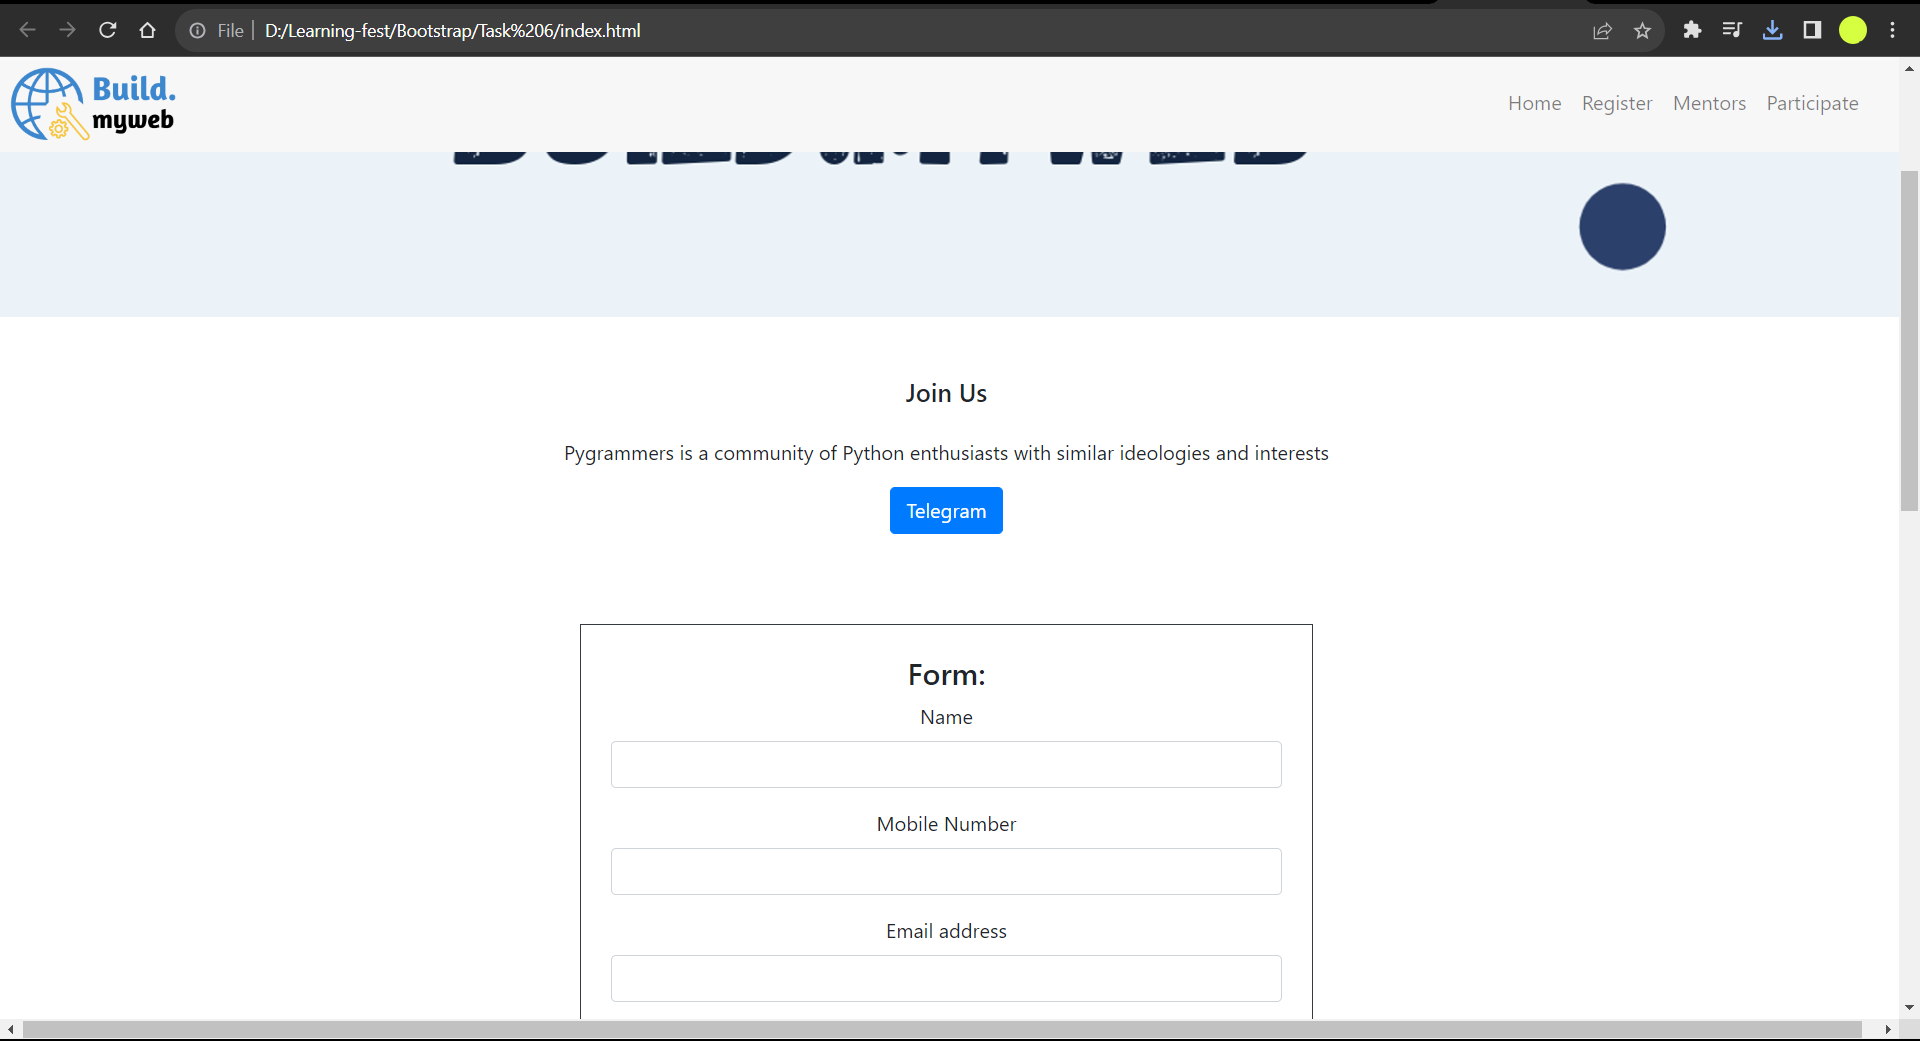 File
D:/Learning-fest/Bootstrap/Task%206/index.html
Build.
myweb
Home Register Mentors Participate
Join Us
Pygrammers is a community of Python enthusiasts with similar ideologies and interests
Telegram
Form:
Name
Mobile Number
Email address